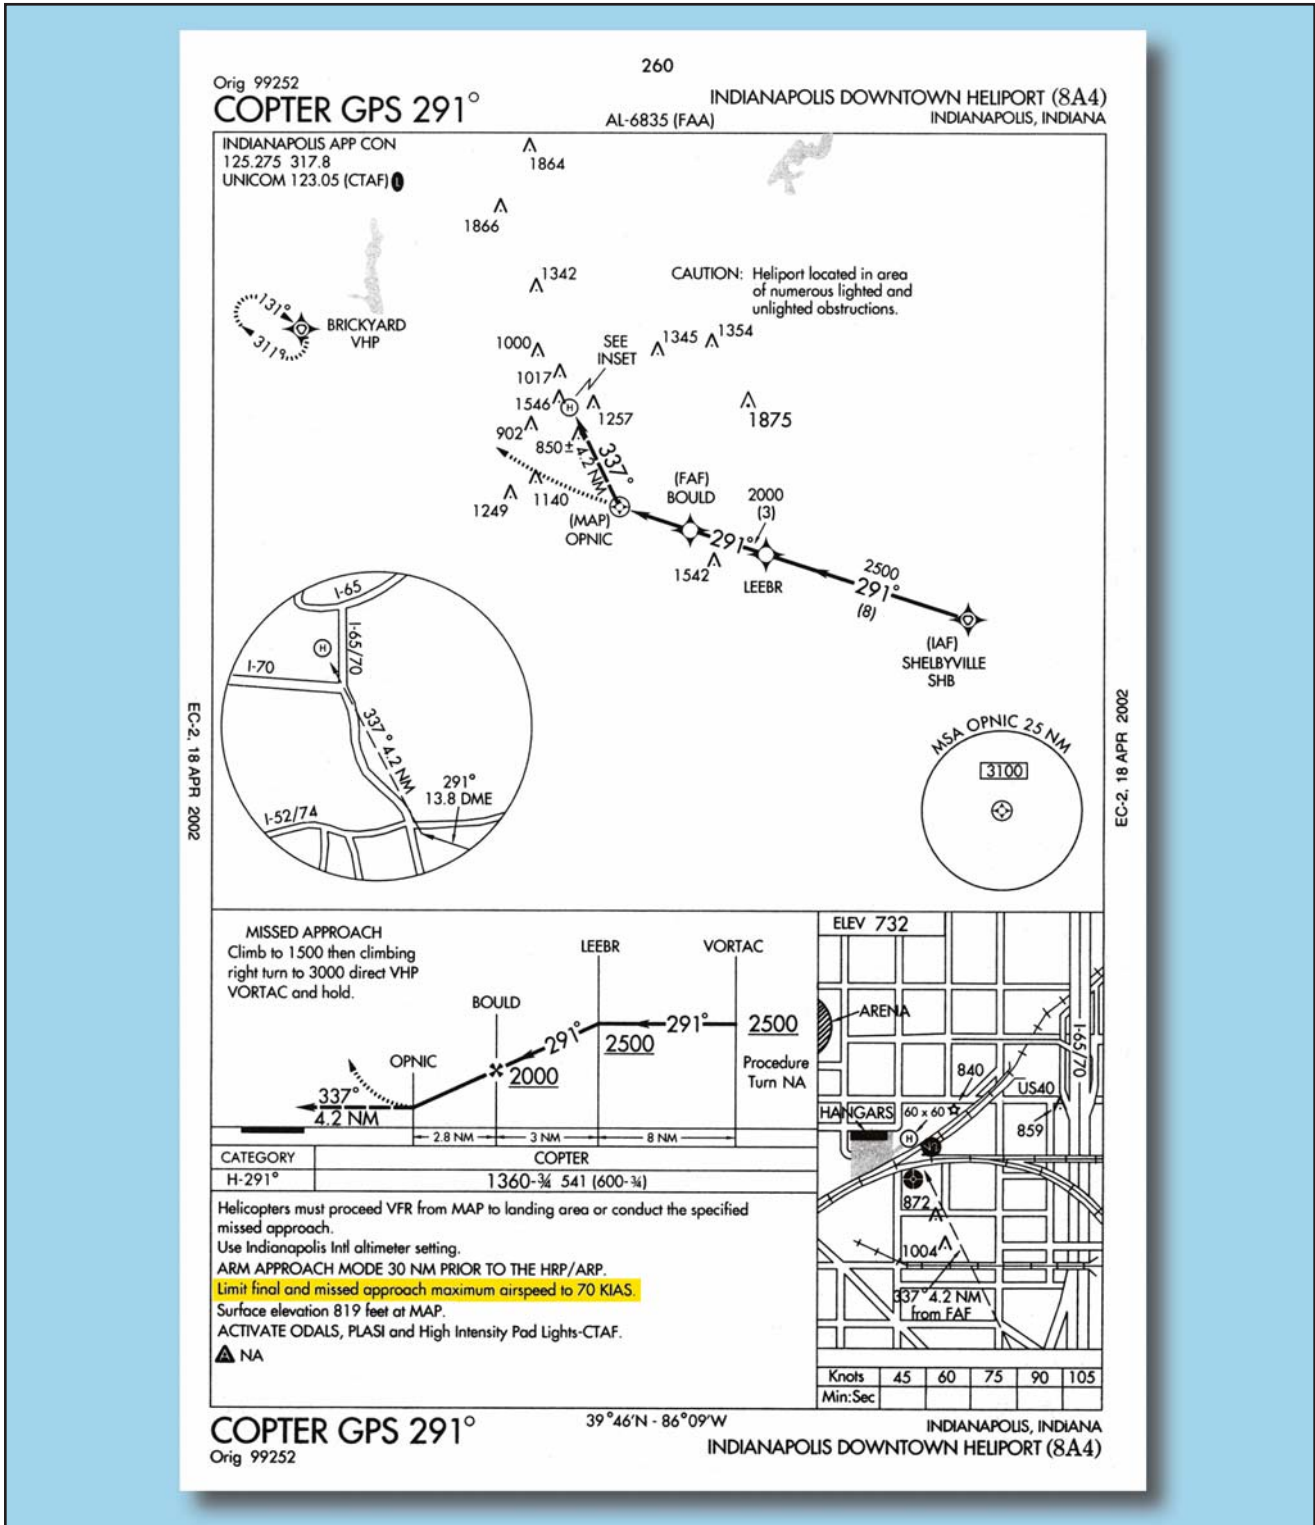 260
Orig 99252
COPTER GPS 291°
AL-6835 (FAA)
INDIANAPOLIS DOWNTOWN HELIPORT (8A4)
INDIANAPOLIS, INDIANA
INDIANAPOLIS APP CON
125.275 317.8
UNICOM 123.05 (CTAF) L
1864
1866
1342
CAUTION: Heliport located in area
of numerous lighted and
unlighted obstructions.
131°
311°
BRICKYARD
VHP
1000
SEE
INSET
1345
1354
1017
1546
H
1257
1875
902
850±
337°
4.2 NM
1249
1140
(MAP)
OPNIC
(FAF)
BOULD
2000
(3)
291°
1542
LEEBR
2500
291°
(8)
(IAF)
SHELBYVILLE
SHB
I-65
I-65/70
H
I-70
337° 4.2 NM
291°
13.8 DME
I-52/74
MSA OPNIC 25 NM
3100
EC-2, 18 APR 2002
EC-2, 18 APR 2002
MISSED APPROACH
Climb to 1500 then climbing
right turn to 3000 direct VHP
VORTAC and hold.
OPNIC
BOULD
LEEBR
VORTAC
337°
4.2 NM
2000
291°
2500
291°
2500
Procedure
Turn NA
2.8 NM
3 NM
8 NM
CATEGORY
COPTER
H-291°
1360-¾ 541 (600-¾)
Helicopters must proceed VFR from MAP to landing area or conduct the specified
missed approach.
Use Indianapolis Intl altimeter setting.
ARM APPROACH MODE 30 NM PRIOR TO THE HRP/ARP.
Limit final and missed approach maximum airspeed to 70 KIAS.
Surface elevation 819 feet at MAP.
ACTIVATE ODALS, PLASI and High Intensity Pad Lights-CTAF.
A NA
ELEV 732
ARENA
I-65/70
840
US40
HANGARS
60 x 60
H
859
872
1004
337° 4.2 NM
from FAF
Knots 45 60 75 90 105
Min:Sec
COPTER GPS 291°
Orig 99252
39°46'N - 86°09'W
INDIANAPOLIS, INDIANA
INDIANAPOLIS DOWNTOWN HELIPORT (8A4)